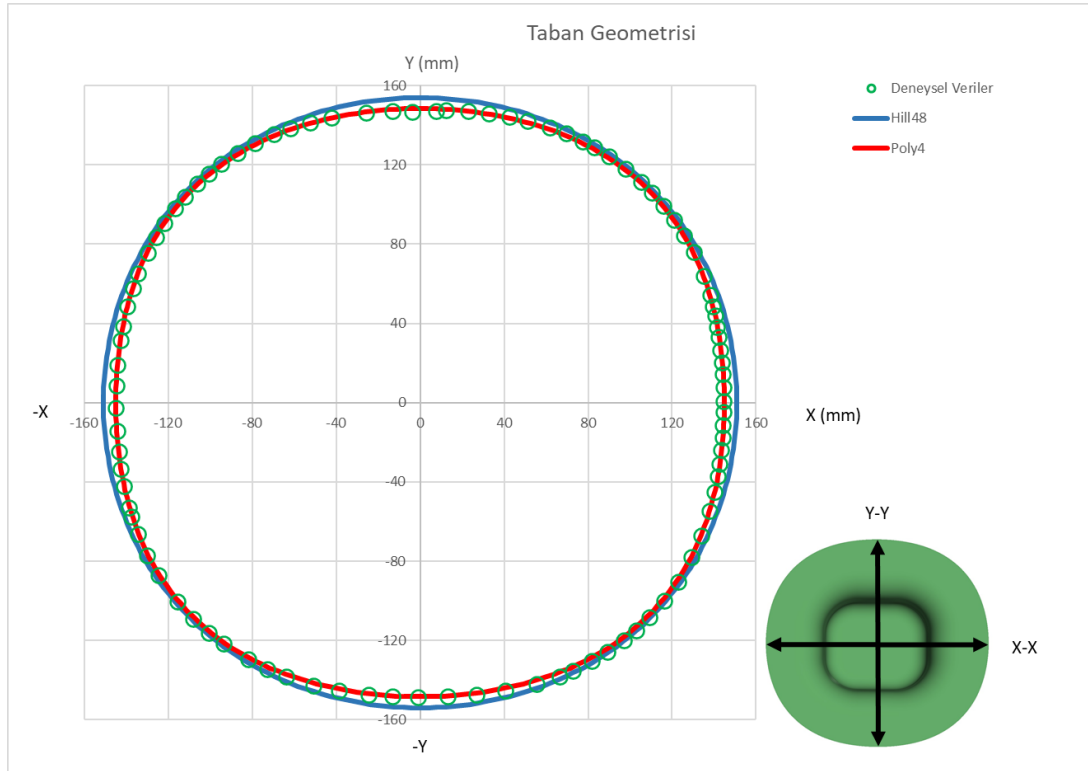 Taban Geometrisi
Y (mm)
Deneysel Veriler
Hill48
Poly4
160
120
80
40
0
-40
-80
-120
-160
-X
-160
-120
-80
-40
0
40
80
120
160
X (mm)
-Y
Y-Y
X-X